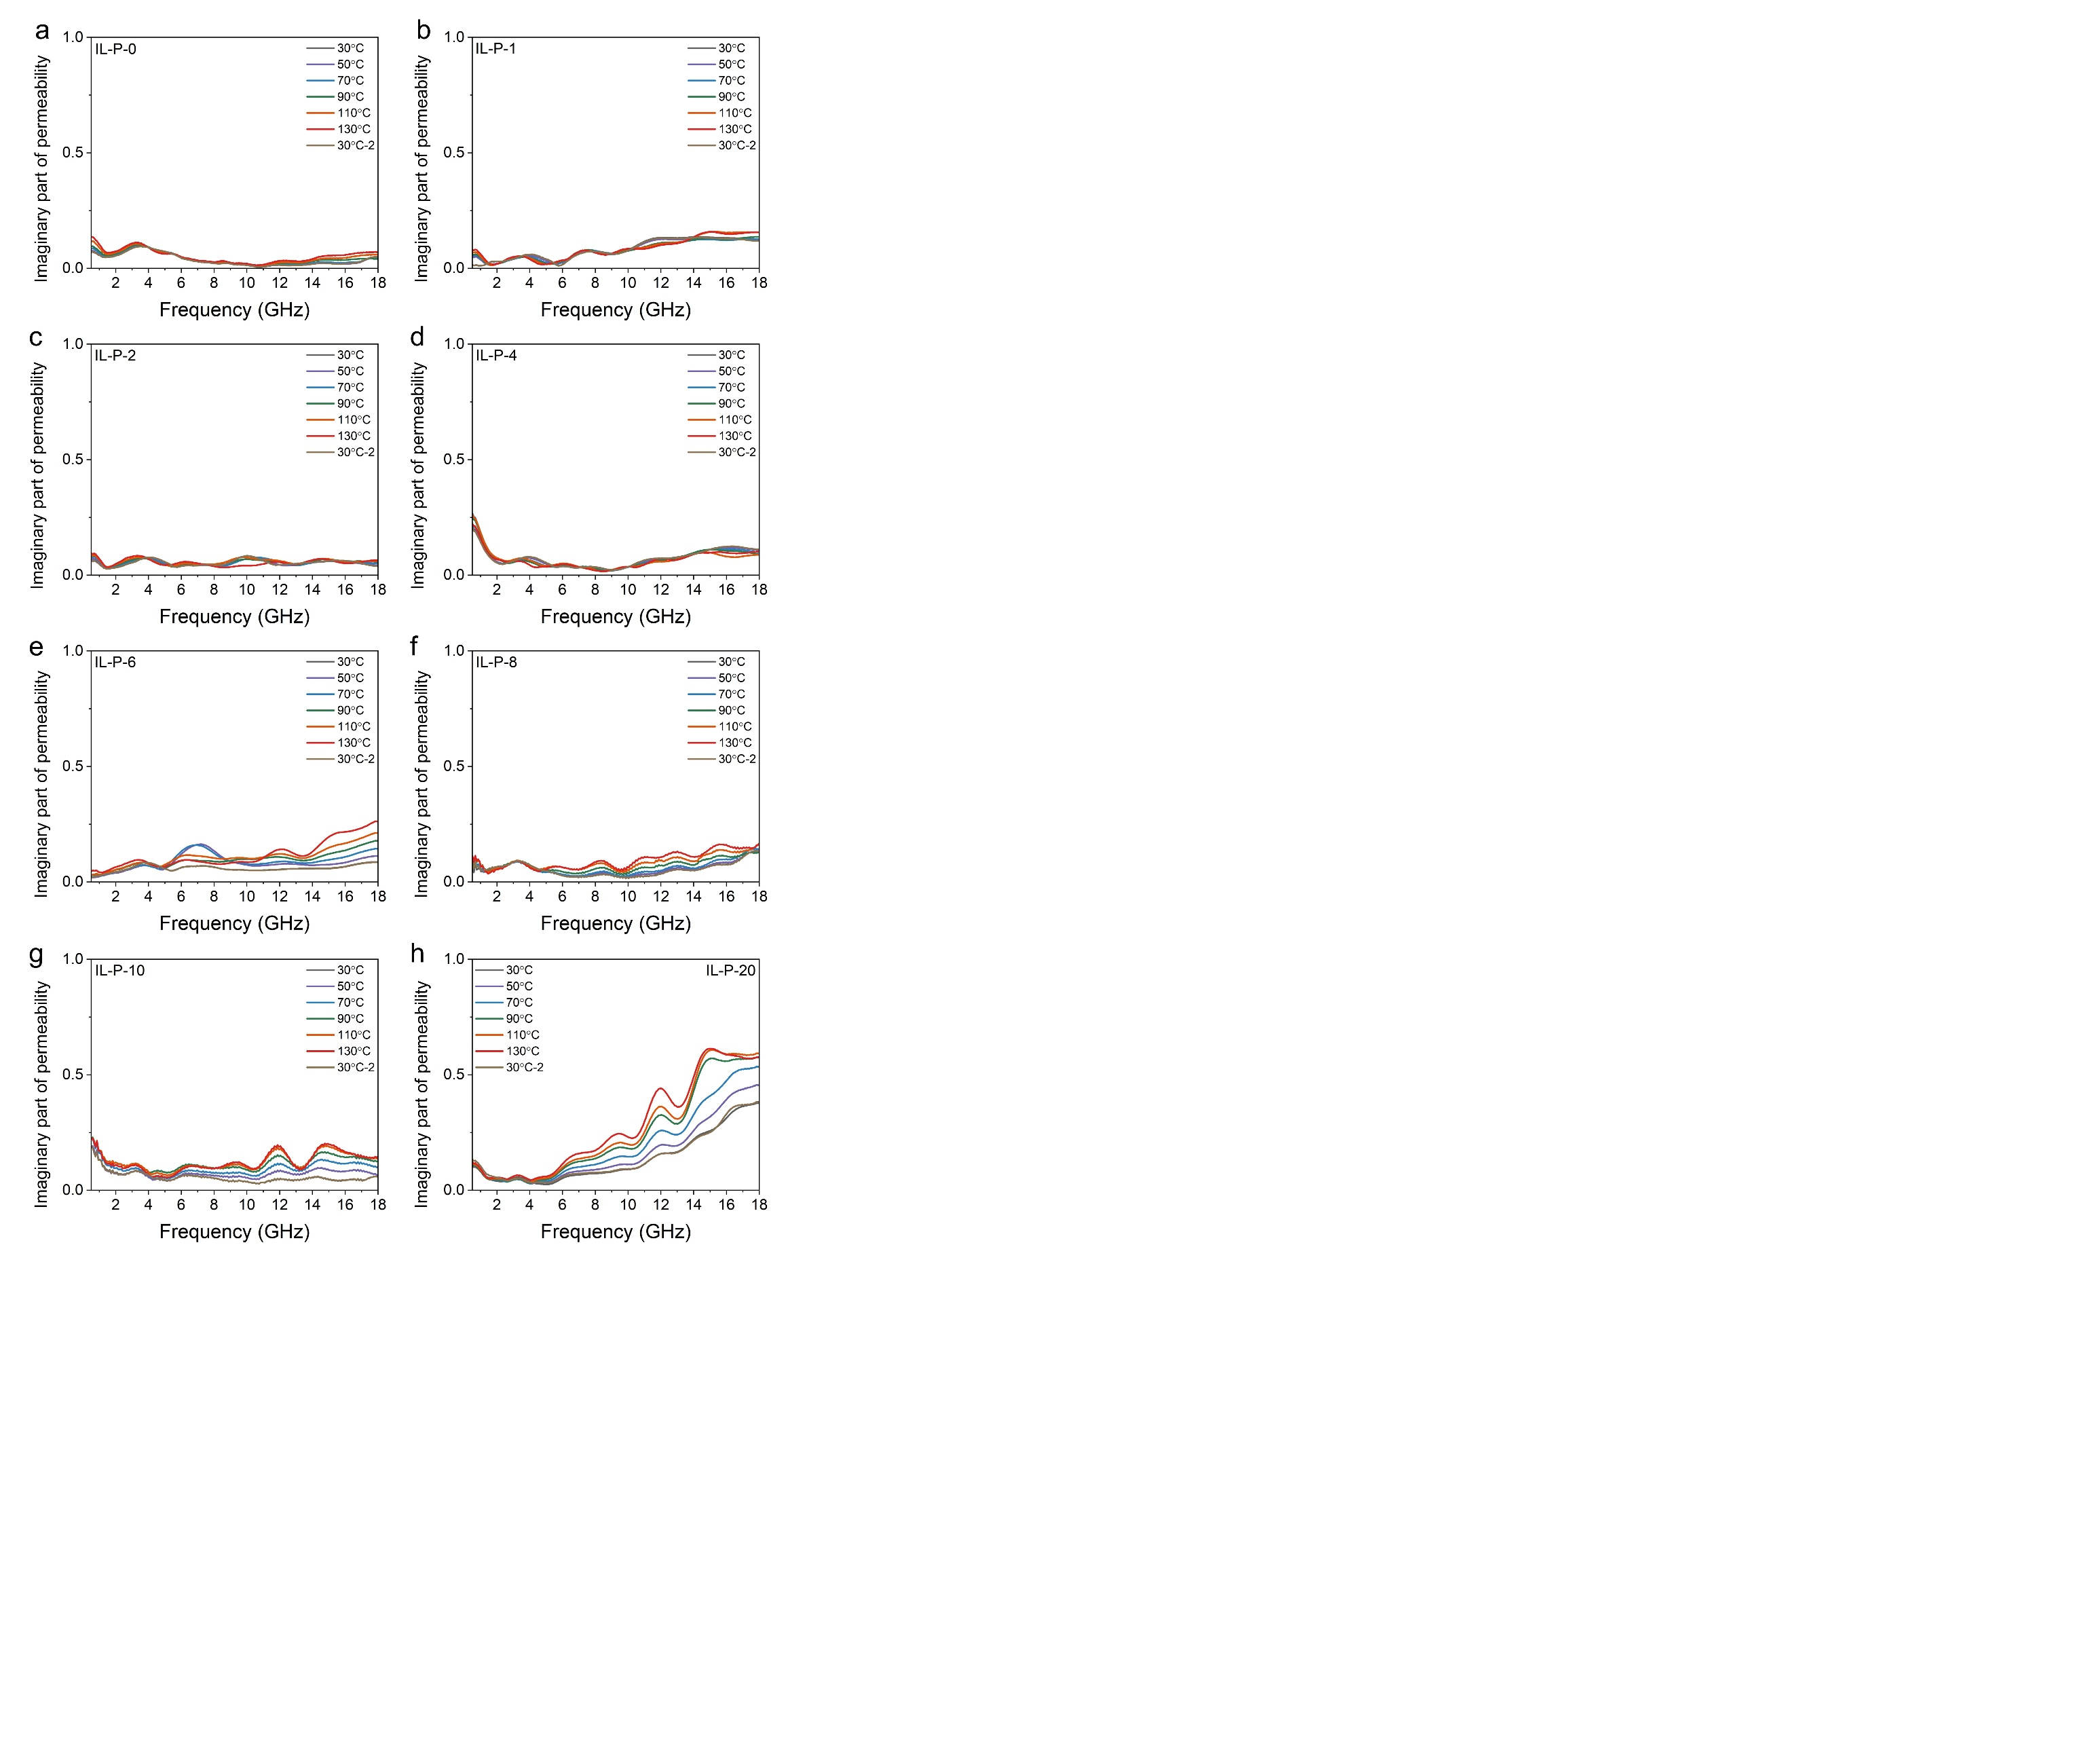 a
IL-P-0
30°C
50°C
70°C
90°C
110°C
130°C
30°C-2
1.0
0.5
0.0
2 4 6 8 10 12 14 16 18
Imaginary part of permeability
Frequency (GHz)
b
IL-P-1
30°C
50°C
70°C
90°C
110°C
130°C
30°C-2
1.0
0.5
0.0
2 4 6 8 10 12 14 16 18
Imaginary part of permeability
Frequency (GHz)
c
IL-P-2
30°C
50°C
70°C
90°C
110°C
130°C
30°C-2
1.0
0.5
0.0
2 4 6 8 10 12 14 16 18
Imaginary part of permeability
Frequency (GHz)
d
IL-P-4
30°C
50°C
70°C
90°C
110°C
130°C
30°C-2
1.0
0.5
0.0
2 4 6 8 10 12 14 16 18
Imaginary part of permeability
Frequency (GHz)
e
IL-P-6
30°C
50°C
70°C
90°C
110°C
130°C
30°C-2
1.0
0.5
0.0
2 4 6 8 10 12 14 16 18
Imaginary part of permeability
Frequency (GHz)
f
IL-P-8
30°C
50°C
70°C
90°C
110°C
130°C
30°C-2
1.0
0.5
0.0
2 4 6 8 10 12 14 16 18
Imaginary part of permeability
Frequency (GHz)
g
IL-P-10
30°C
50°C
70°C
90°C
110°C
130°C
30°C-2
1.0
0.5
0.0
2 4 6 8 10 12 14 16 18
Imaginary part of permeability
Frequency (GHz)
h
IL-P-20
30°C
50°C
70°C
90°C
110°C
130°C
30°C-2
1.0
0.5
0.0
2 4 6 8 10 12 14 16 18
Imaginary part of permeability
Frequency (GHz)